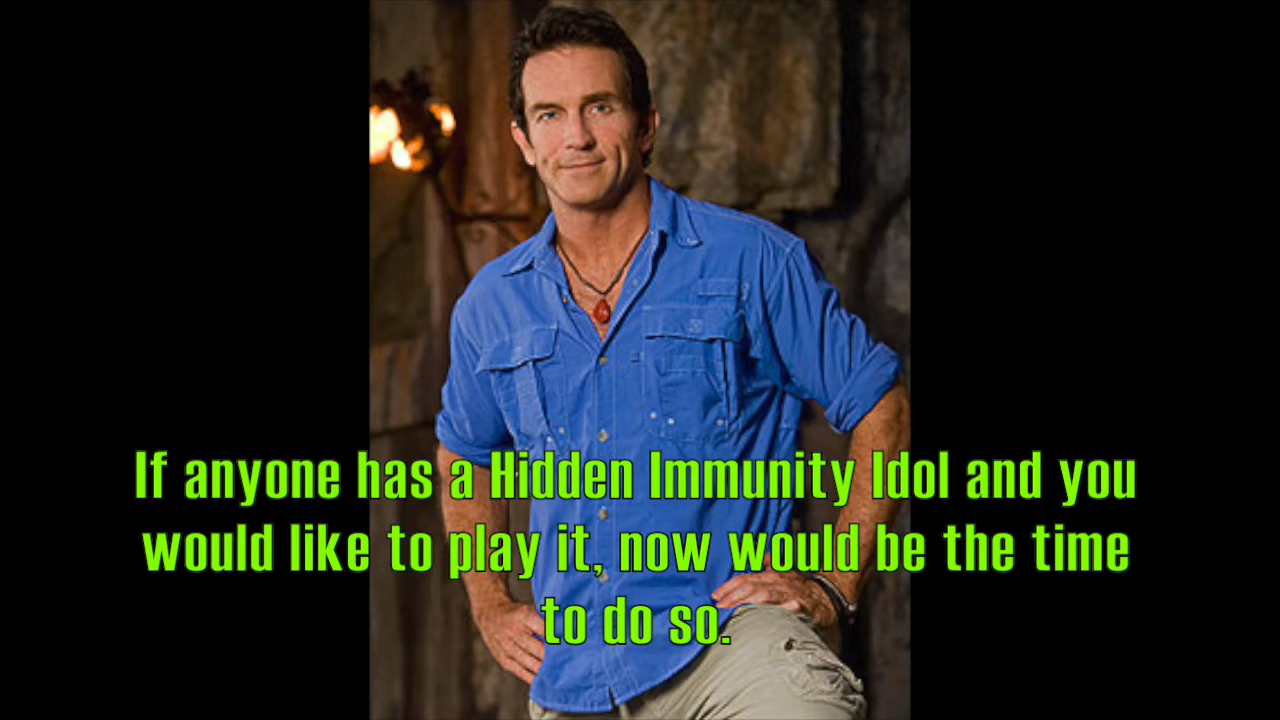 If anyone has a Hidden Immunity Idol and you
would like to play it, now would be the time
to do so.